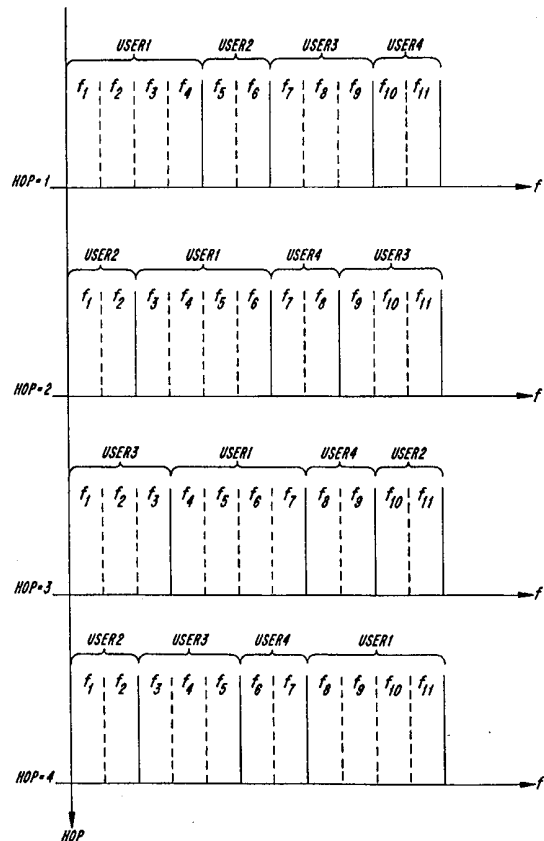 USER1 USER2 USER3 USER4
f1 f2 f3 f4 f5 f6 f7 f8 f9 f10 f11
HOP=1 f
USER2 USER1 USER4 USER3
f1 f2 f3 f4 f5 f6 f7 f8 f9 f10 f11
HOP=2 f
USER3 USER1 USER4 USER2
f1 f2 f3 f4 f5 f6 f7 f8 f9 f10 f11
HOP=3 f
USER2 USER3 USER4 USER1
f1 f2 f3 f4 f5 f6 f7 f8 f9 f10 f11
HOP=4 f
HOP